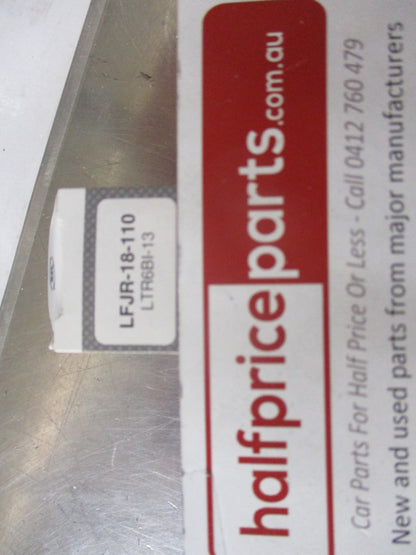 LFJR-18-110
LTR6BI-13
halfpriceparts.com.au
Car Parts For Half Price Or Less - Call 0412 760 479
New and used parts from major manu